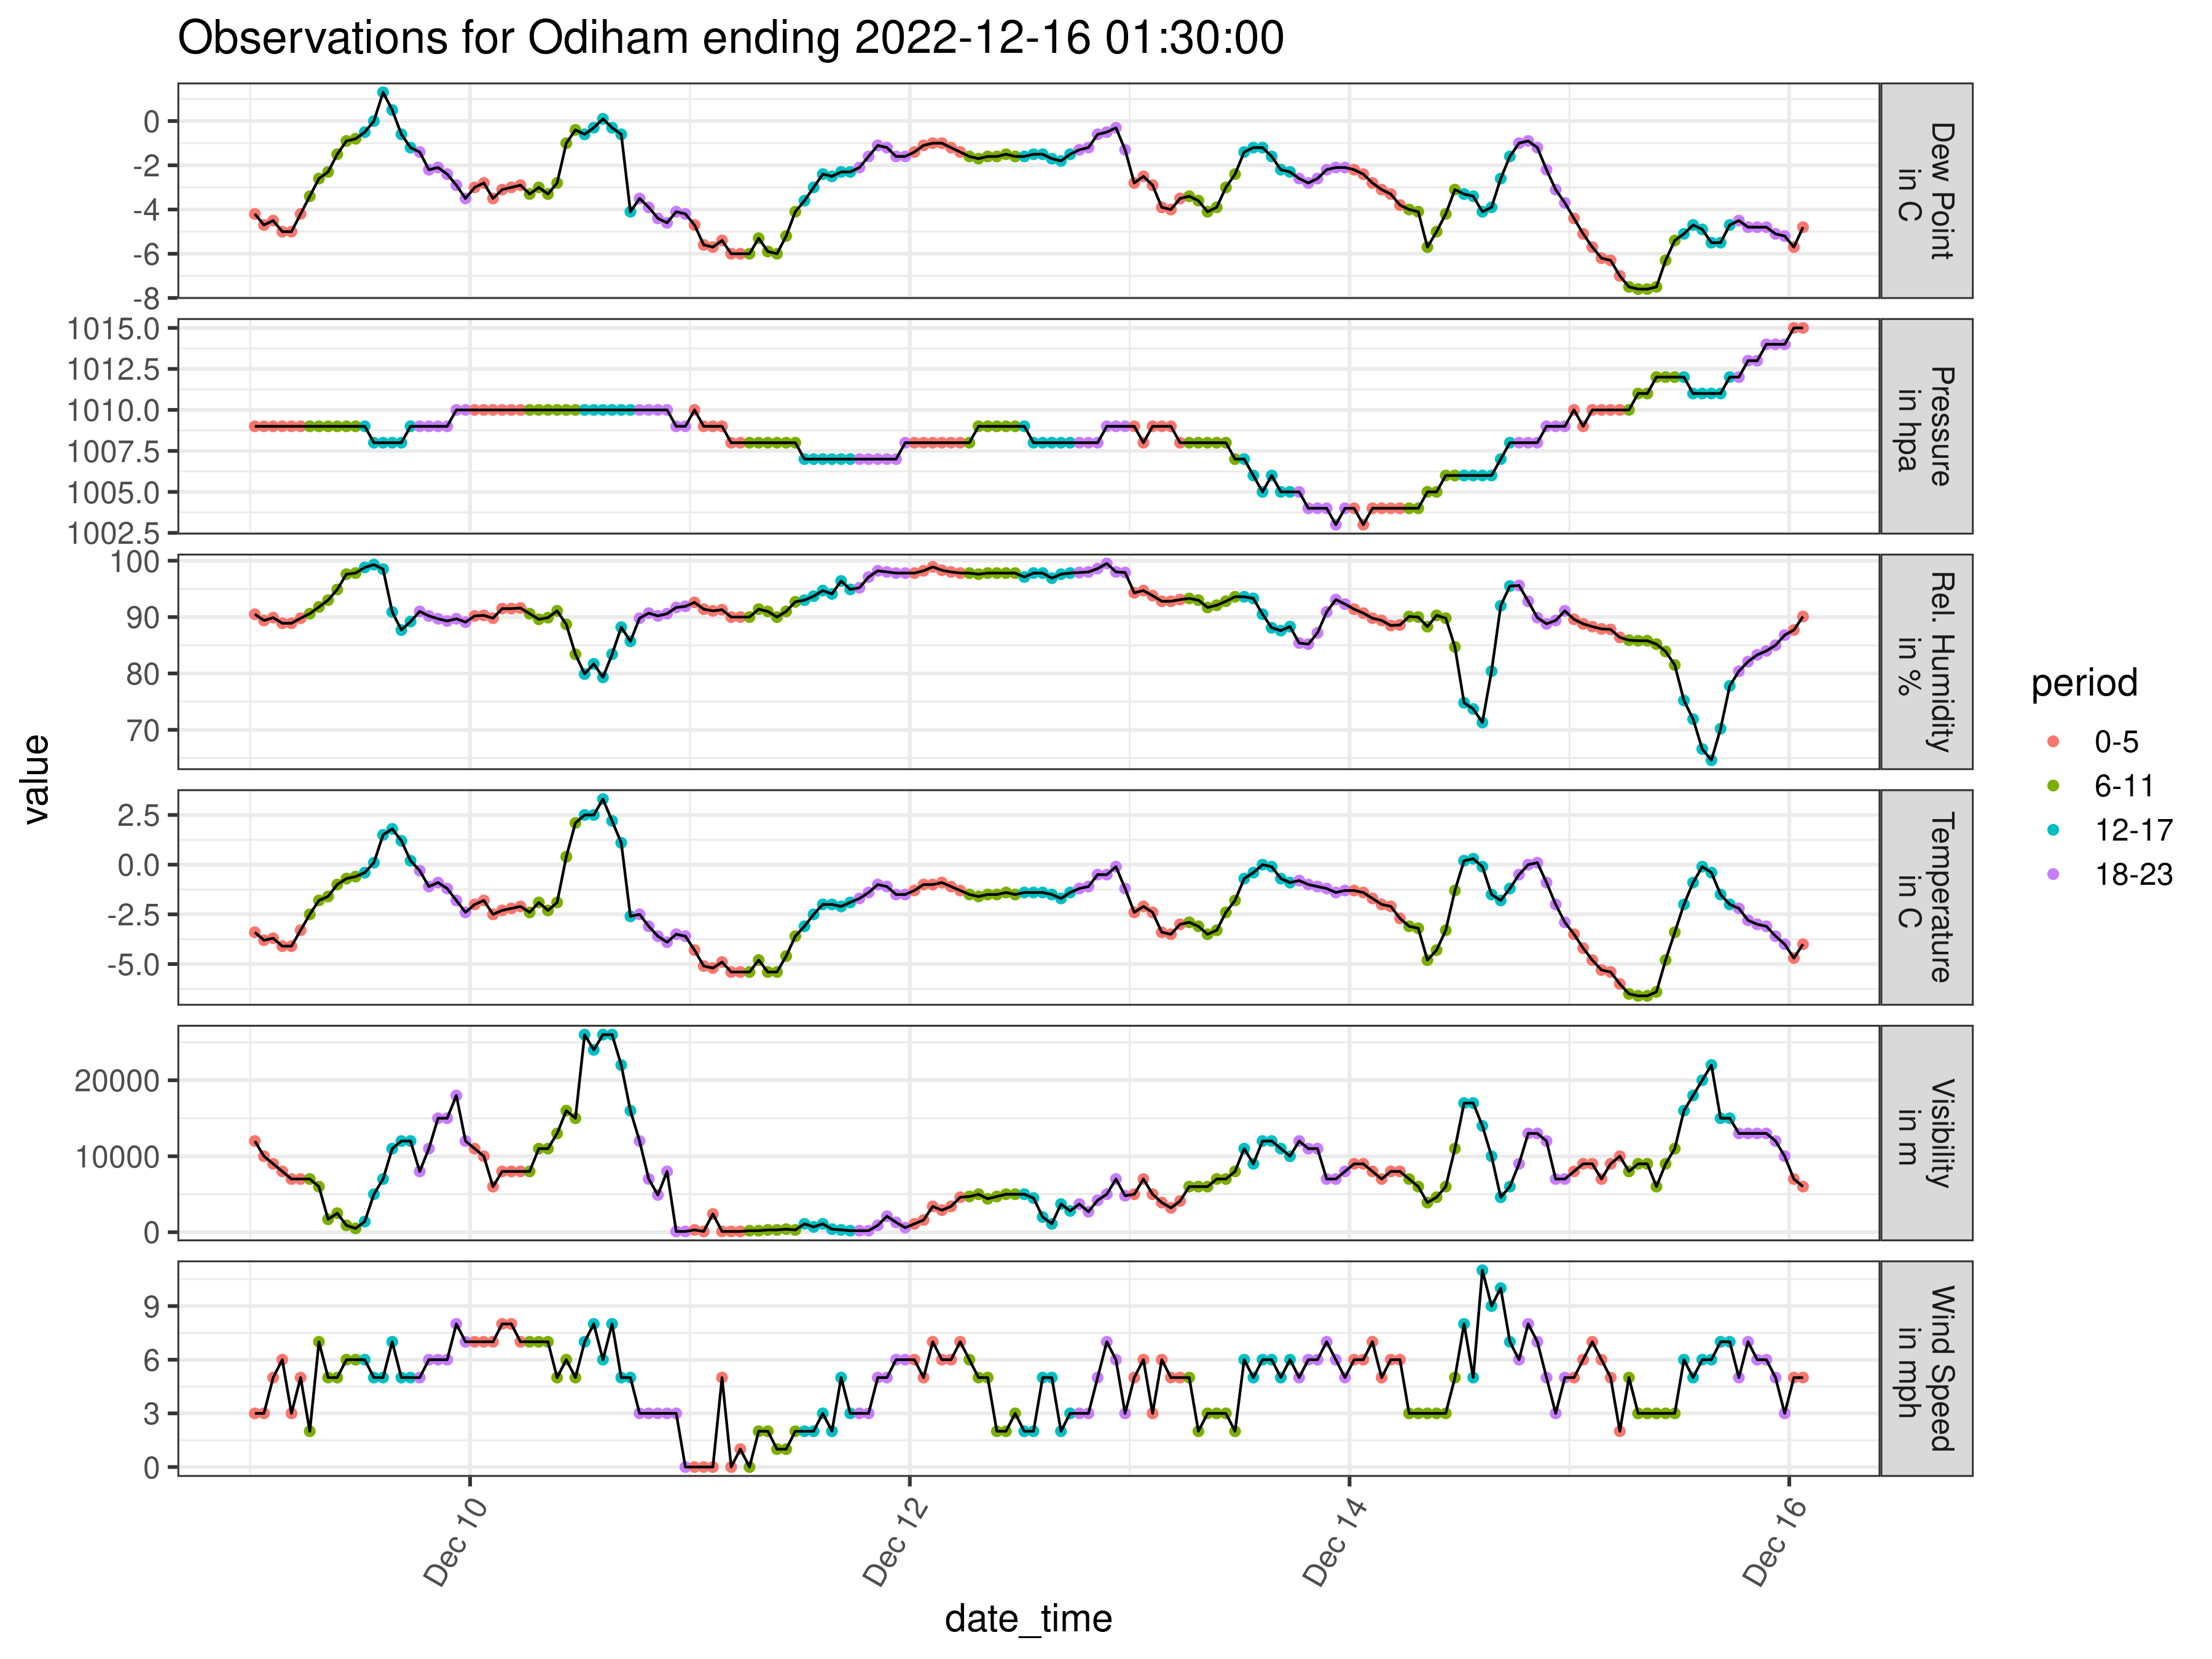 Observations for Odiham ending 2022-12-16 01:30:00
0
-2
-4
-6
-8
Dew Point
in C
1015.0
1012.5
1010.0
1007.5
1005.0
1002.5
Pressure
in hpa
100
90
80
70
Rel. Humidity
in %
2.5
0.0
-2.5
-5.0
Temperature
in C
20000
10000
0
Visibility
in m
9
6
3
0
Wind Speed
in mph
value
Dec 10
Dec 12
Dec 14
Dec 16
date_time
period
0-5
6-11
12-17
18-23